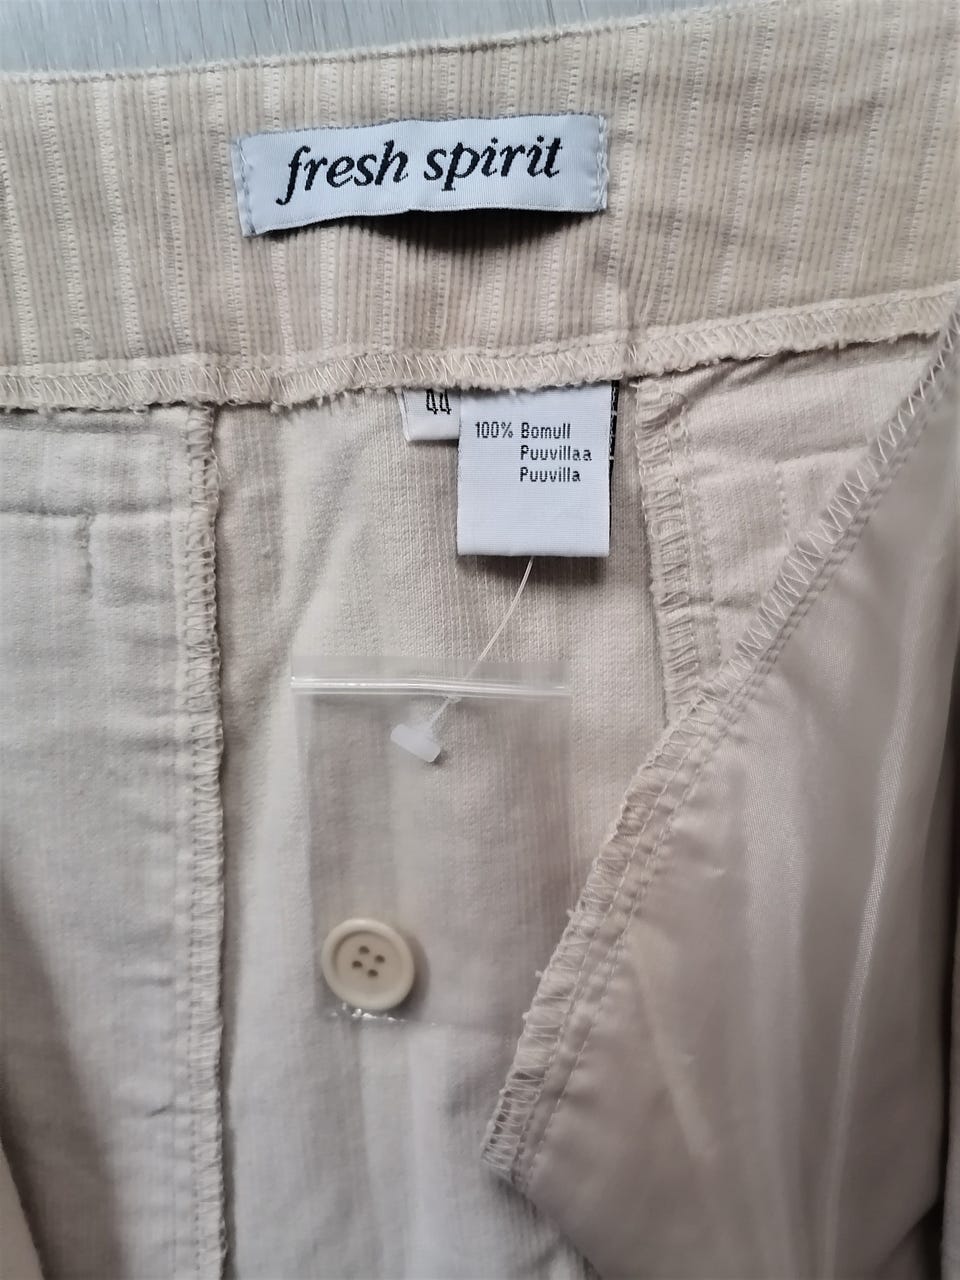 fresh spirit
44
100% Bomull
Puuvillaa
Puuvilla